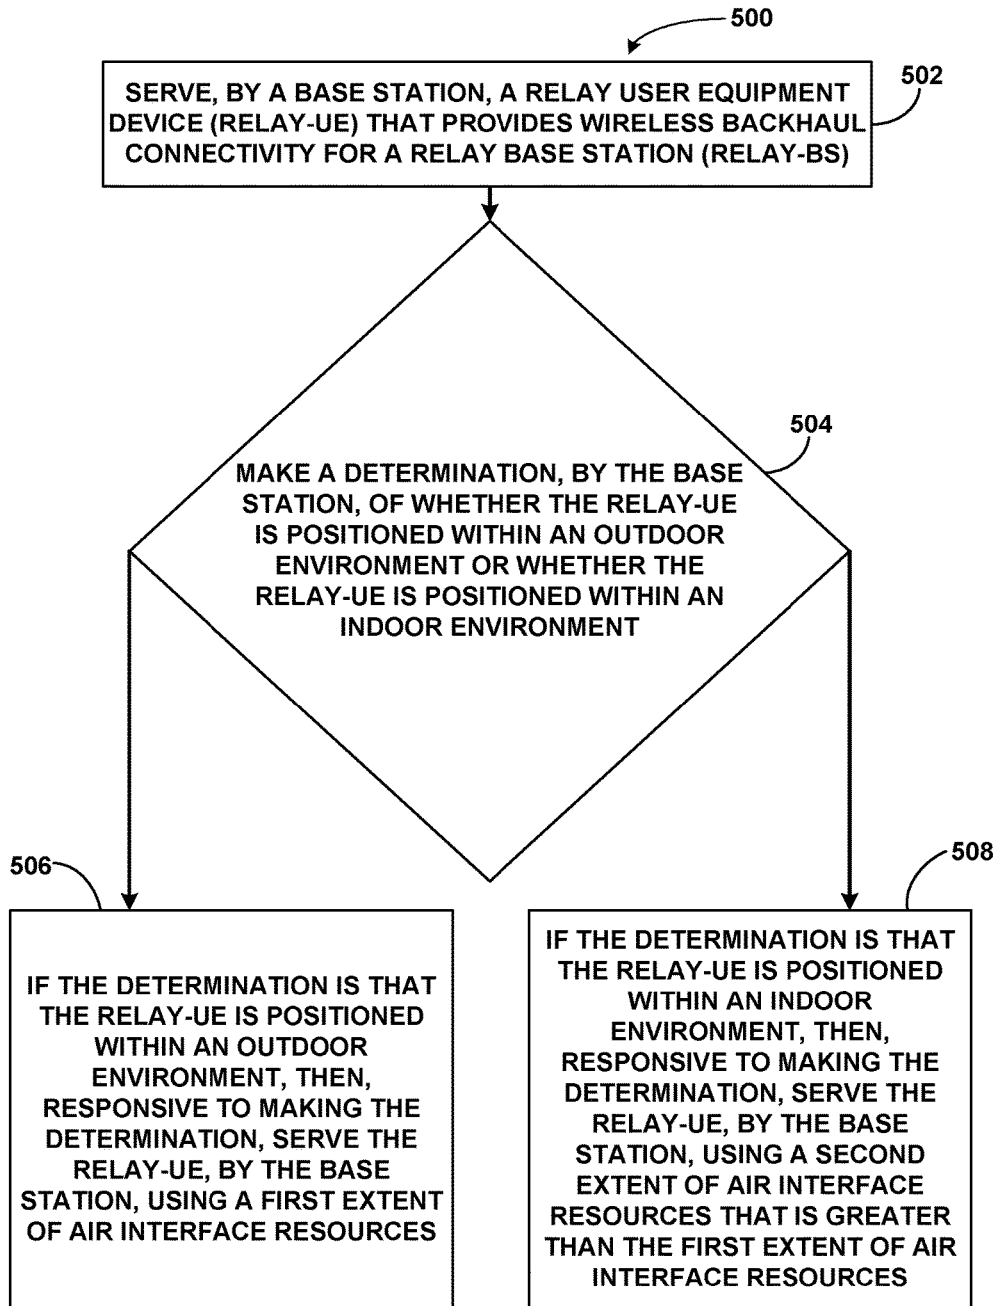 500
502
SERVE, BY A BASE STATION, A RELAY USER EQUIPMENT
DEVICE (RELAY-UE) THAT PROVIDES WIRELESS BACKHAUL
CONNECTIVITY FOR A RELAY BASE STATION (RELAY-BS)
504
MAKE A DETERMINATION, BY THE BASE
STATION, OF WHETHER THE RELAY-UE
IS POSITIONED WITHIN AN OUTDOOR
ENVIRONMENT OR WHETHER THE
RELAY-UE IS POSITIONED WITHIN AN
INDOOR ENVIRONMENT
506
IF THE DETERMINATION IS THAT
THE RELAY-UE IS POSITIONED
WITHIN AN OUTDOOR
ENVIRONMENT, THEN,
RESPONSIVE TO MAKING THE
DETERMINATION, SERVE THE
RELAY-UE, BY THE BASE
STATION, USING A FIRST EXTENT
OF AIR INTERFACE RESOURCES
508
IF THE DETERMINATION IS THAT
THE RELAY-UE IS POSITIONED
WITHIN AN INDOOR
ENVIRONMENT, THEN,
RESPONSIVE TO MAKING THE
DETERMINATION, SERVE THE
RELAY-UE, BY THE BASE
STATION, USING A SECOND
EXTENT OF AIR INTERFACE
RESOURCES THAT IS GREATER
THAN THE FIRST EXTENT OF AIR
INTERFACE RESOURCES